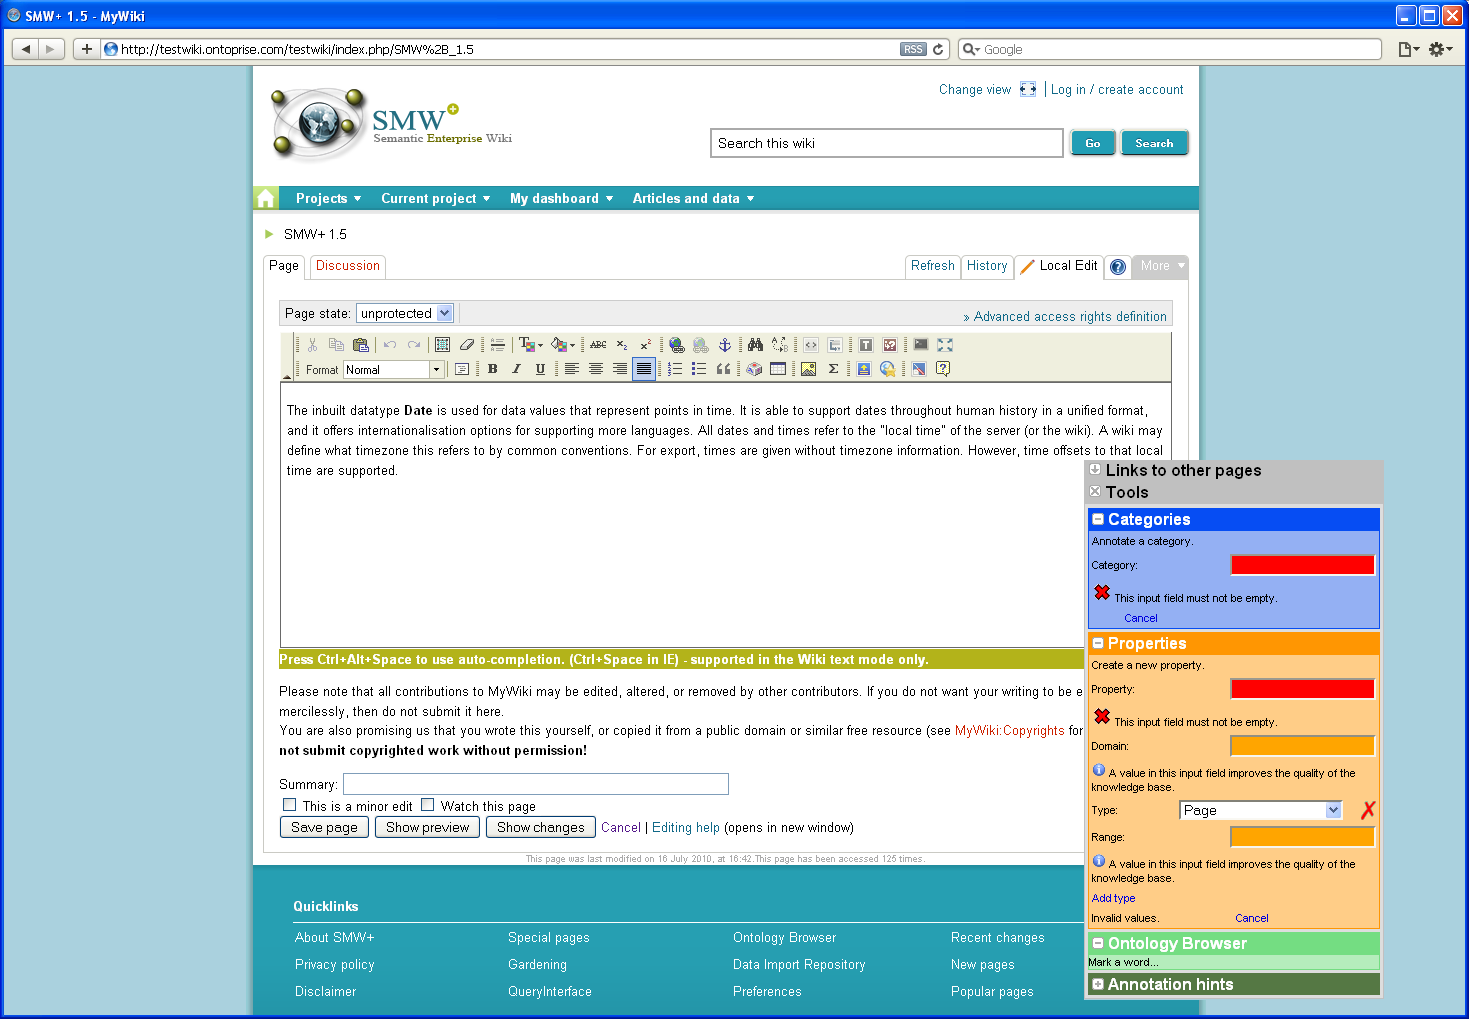 SMW+ 1.5 - MyWiki
http://testwiki.ontoprise.com/testwiki/index.php/SMW%2B_1.5
RSS
Google
Change view
Log in / create account
SMW+
Semantic Enterprise Wiki
Search this wiki
Go
Search
Projects
Current project
My dashboard
Articles and data
SMW+ 1.5
Page
Discussion
Refresh
History
Local Edit
More
Page state: unprotected
» Advanced access rights definition
Format Normal
The inbuilt datatype Date is used for data values that represent points in time. It is able to support dates throughout human history in a unified format,
and it offers internationalisation options for supporting more languages. All dates and times refer to the "local time" of the server (or the wiki). A wiki may
define what timezone this refers to by common conventions. For export, times are given without timezone information. However, time offsets to that local
time are supported.
Press Ctrl+Alt+Space to use auto-completion. (Ctrl+Space in IE) - supported in the Wiki text mode only.
Please note that all contributions to MyWiki may be edited, altered, or removed by other contributors. If you do not want your writing to be e
mercilessly, then do not submit it here.
You are also promising us that you wrote this yourself, or copied it from a public domain or similar free resource (see MyWiki:Copyrights for
not submit copyrighted work without permission!
Summary:
This is a minor edit
Watch this page
Save page
Show preview
Show changes
Cancel | Editing help (opens in new window)
This page was last modified on 16 July 2010, at 16:42.This page has been accessed 125 times.
Links to other pages
Tools
Categories
Annotate a category.
Category:
This input field must not be empty.
Cancel
Properties
Create a new property.
Property:
This input field must not be empty.
Domain:
A value in this input field improves the quality of the
knowledge base.
Type: Page
Range:
A value in this input field improves the quality of the
knowledge base.
Add type
Invalid values.
Cancel
Ontology Browser
Mark a word...
Annotation hints
Quicklinks
About SMW+
Special pages
Ontology Browser
Recent changes
Privacy policy
Gardening
Data Import Repository
New pages
Disclaimer
QueryInterface
Preferences
Popular pages